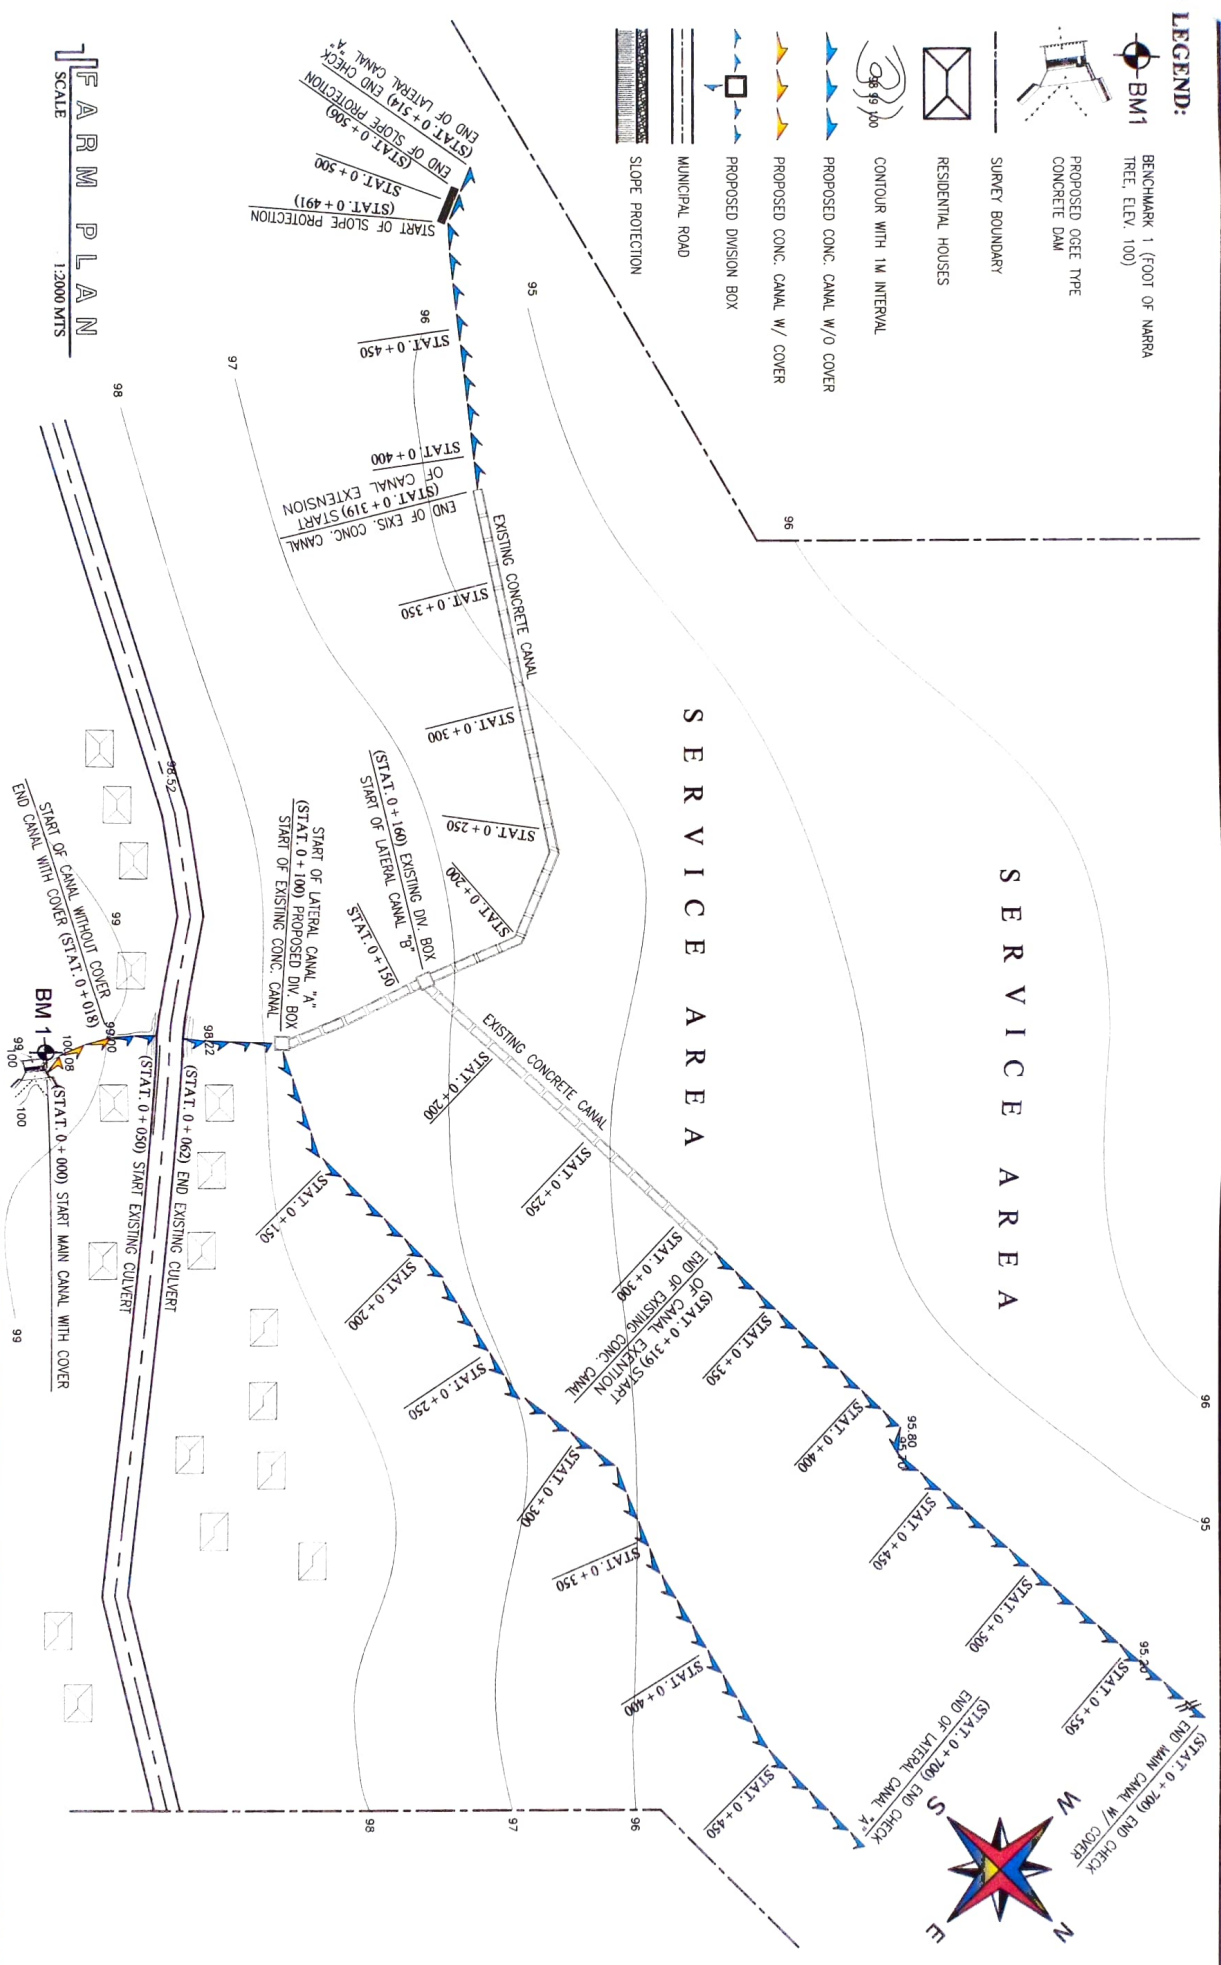 LEGEND:
BM1
BENCHMARK 1 (FOOT OF NARRA
TREE, ELEV. 100)
PROPOSED OGEE TYPE
CONCRETE DAM
SURVEY BOUNDARY
RESIDENTIAL HOUSES
98 99 100
CONTOUR WITH 1M INTERVAL
PROPOSED CONC. CANAL W/O COVER
PROPOSED CONC. CANAL W/ COVER
PROPOSED DIVISION BOX
MUNICIPAL ROAD
SLOPE PROTECTION
FARM PLAN
SCALE
1:2000 MTS
END OF LATERAL CANAL "A"
(STAT. 0 + 514) END CHECK
END OF SLOPE PROTECTION
(STAT. 0 + 506)
STAT. 0 + 500
(STAT. 0 + 491)
START OF SLOPE PROTECTION
STAT. 0 + 450
STAT. 0 + 400
OF CANAL EXTENSION
(STAT. 0 + 319) START
END OF EXIS. CONC. CANAL
EXISTING CONCRETE CANAL
STAT. 0 + 350
STAT. 0 + 300
STAT. 0 + 250
STAT. 0 + 200
START OF LATERAL CANAL "B"
(STAT. 0 + 160) EXISTING DIV. BOX
STAT. 0 + 150
START OF LATERAL CANAL "A"
(STAT. 0 + 100) PROPOSED DIV. BOX
START OF EXISTING CONC. CANAL
95
96
97
98
96
98.52
99
START OF CANAL WITHOUT COVER
END CANAL WITH COVER (STAT. 0 + 018)
BM 1
99
100
100.08
99.00
98.22
100
99
(STAT. 0 + 000) START MAIN CANAL WITH COVER
(STAT. 0 + 050) START EXISTING CULVERT
(STAT. 0 + 062) END EXISTING CULVERT
SERVICE AREA
SERVICE AREA
EXISTING CONCRETE CANAL
STAT. 0 + 200
STAT. 0 + 250
STAT. 0 + 300
END OF EXISTING CONC. CANAL
OF CANAL EXENTION
(STAT. 0 + 319) START
STAT. 0 + 350
STAT. 0 + 400
95.80
95.70
STAT. 0 + 450
STAT. 0 + 500
95.20
STAT. 0 + 550
END MAIN CANAL W/ COVER
(STAT. 0 + 700) END CHECK
STAT. 0 + 150
STAT. 0 + 200
STAT. 0 + 250
STAT. 0 + 300
STAT. 0 + 350
STAT. 0 + 400
STAT. 0 + 450
END OF LATERAL CANAL "A"
(STAT. 0 + 700) END CHECK
96
95
98
97
96
W
N
S
E